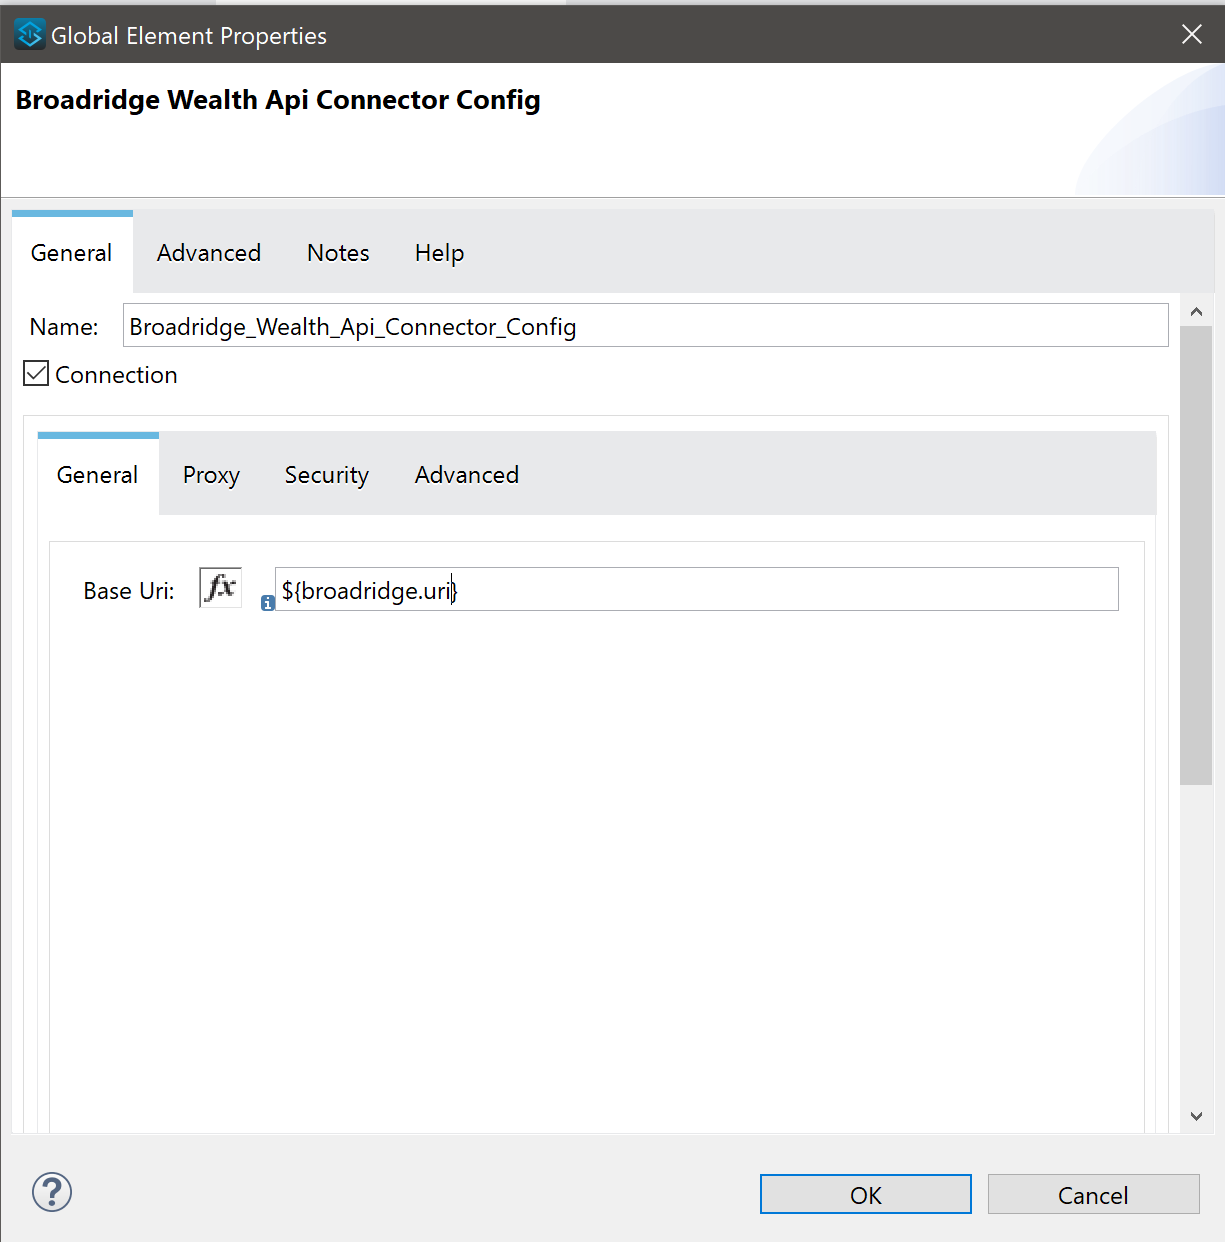 Global Element Properties
Broadridge Wealth Api Connector Config
General Advanced Notes Help
Name: Broadridge_Wealth_Api_Connector_Config
Connection
General Proxy Security Advanced
Base Uri: fx ${broadridge.uri}
OK Cancel